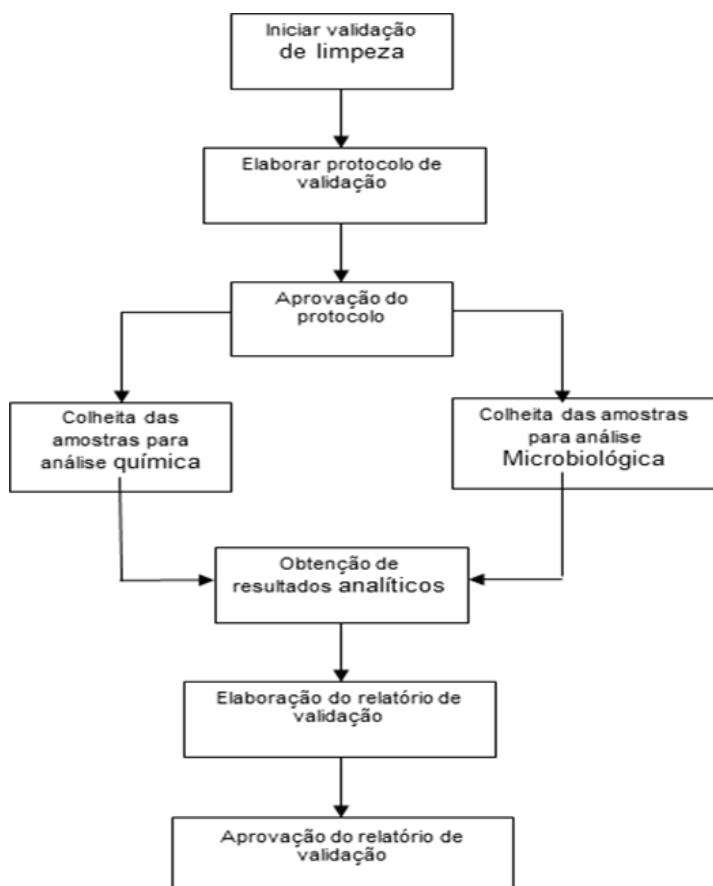 Iniciar validação
de limpeza
Elaborar protocolo de
validação
Aprovação do
protocolo
Colheita das
amostras para
análise química
Colheita das amostras
para análise
Microbiológica
Obtenção de
resultados analíticos
Elaboração do relatório de
validação
Aprovação do relatório de
validação